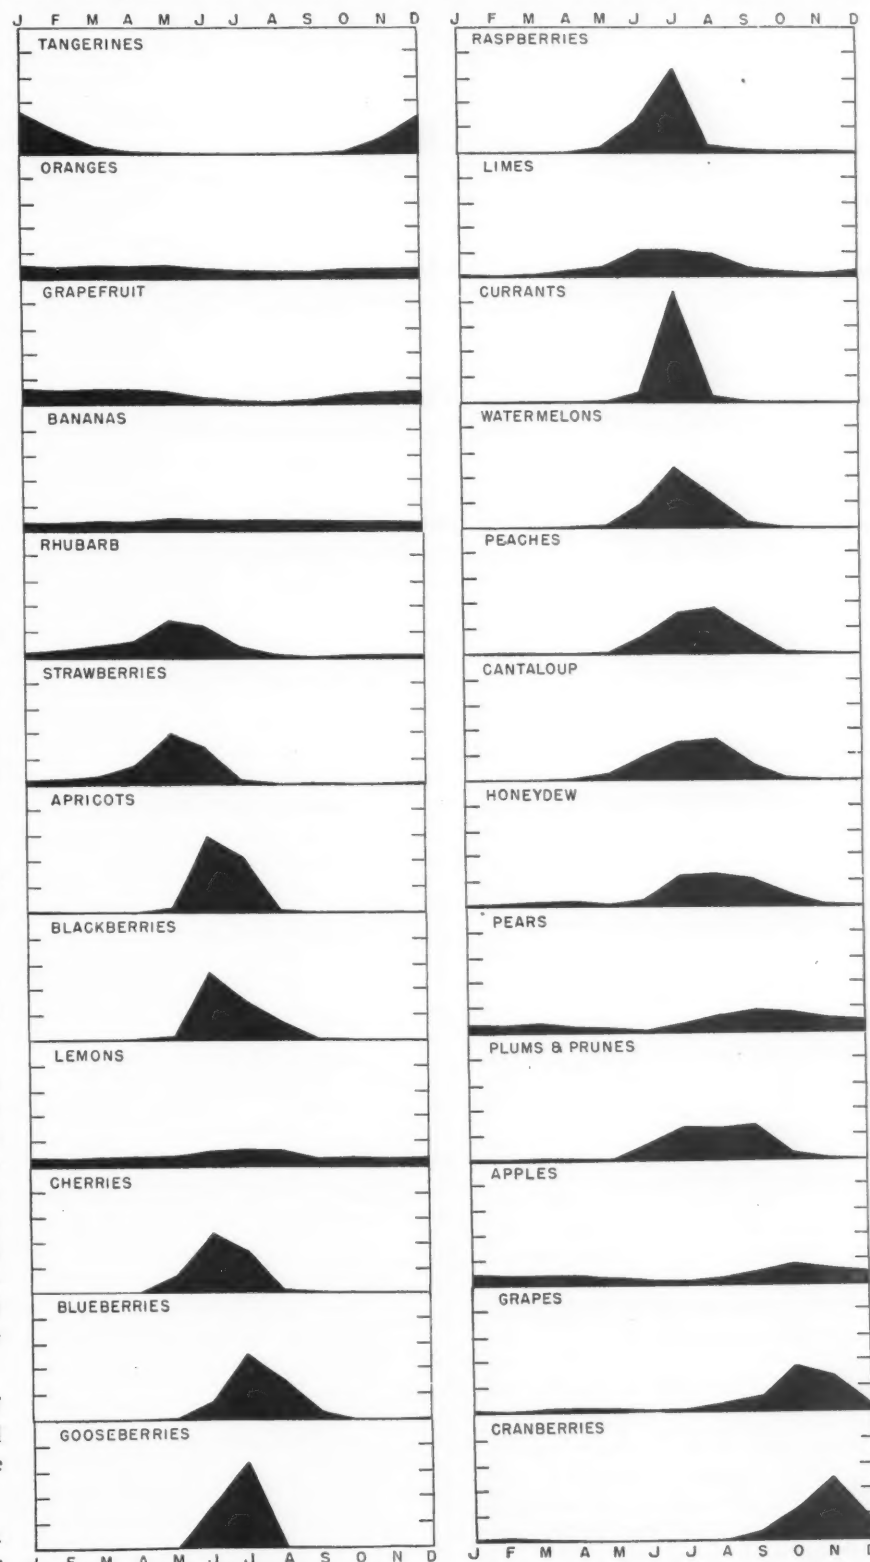 J F M A M J J A S O N D
TANGERINES
ORANGES
GRAPEFRUIT
BANANAS
RHUBARB
STRAWBERRIES
APRICOTS
BLACKBERRIES
LEMONS
CHERRIES
BLUEBERRIES
GOOSEBERRIES
J F M A M J J A S O N D
J F M A M J J A S O N D
RASPBERRIES
LIMES
CURRANTS
WATERMELONS
PEACHES
CANTALOUP
HONEYDEW
PEARS
PLUMS & PRUNES
APPLES
GRAPES
CRANBERRIES
J F M A M J J A S O N D